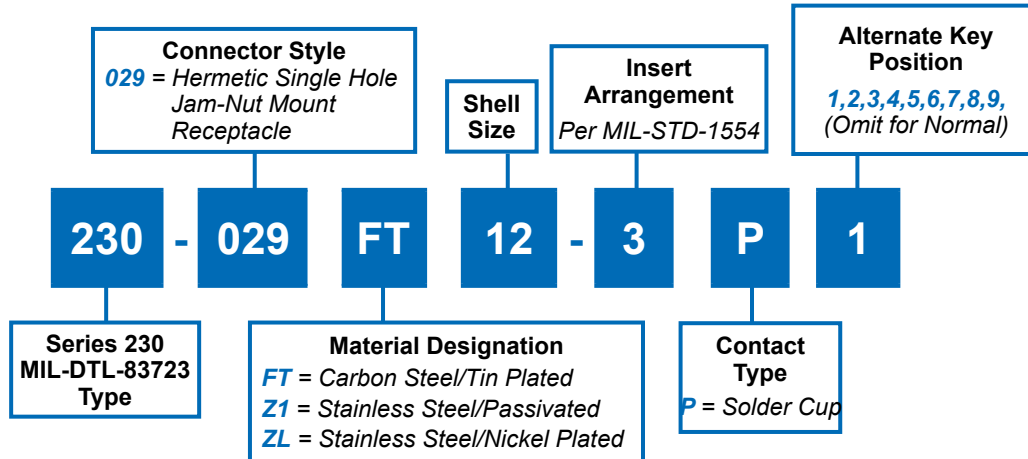 Connector Style
029 = Hermetic Single Hole
Jam-Nut Mount
Receptacle
Shell
Size
Insert
Arrangement
Per MIL-STD-1554
Alternate Key
Position
1,2,3,4,5,6,7,8,9,
(Omit for Normal)
230 - 029 FT 12 - 3 P 1
Series 230
MIL-DTL-83723
Type
Material Designation
FT = Carbon Steel/Tin Plated
Z1 = Stainless Steel/Passivated
ZL = Stainless Steel/Nickel Plated
Contact
Type
P = Solder Cup